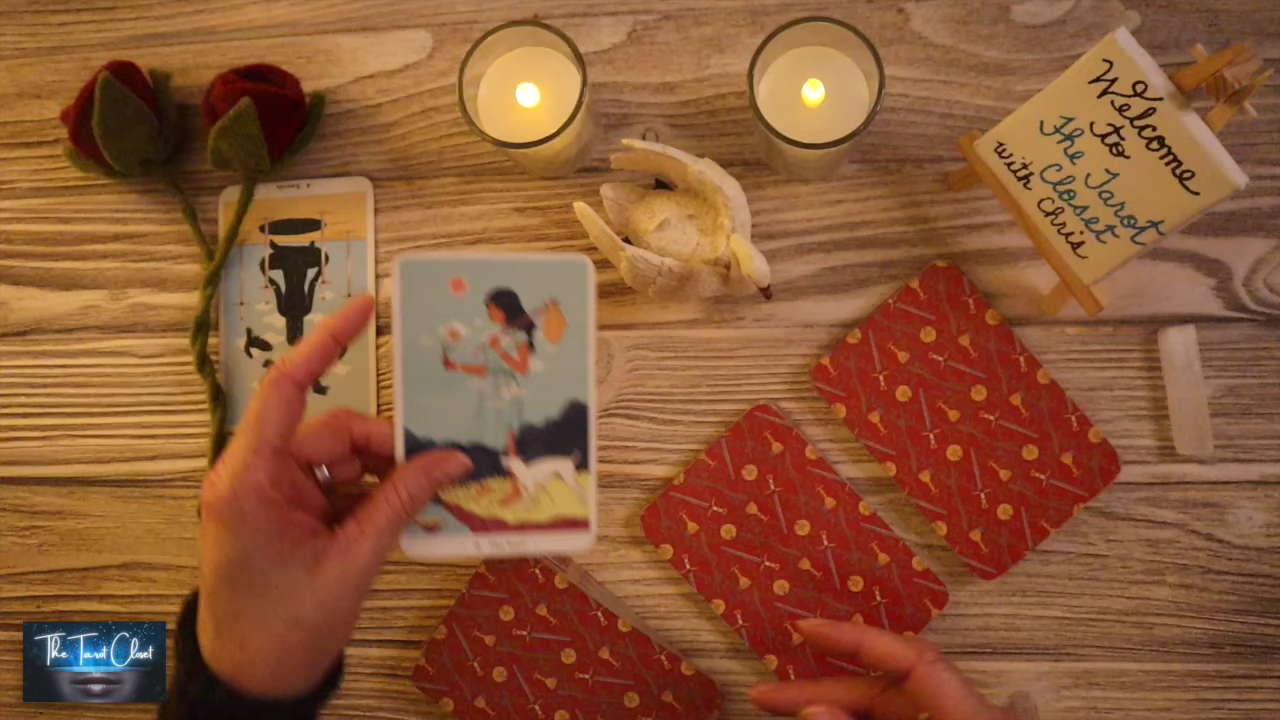 Welcome
to
The Tarot
Closet
with Chris
The Tarot Closet